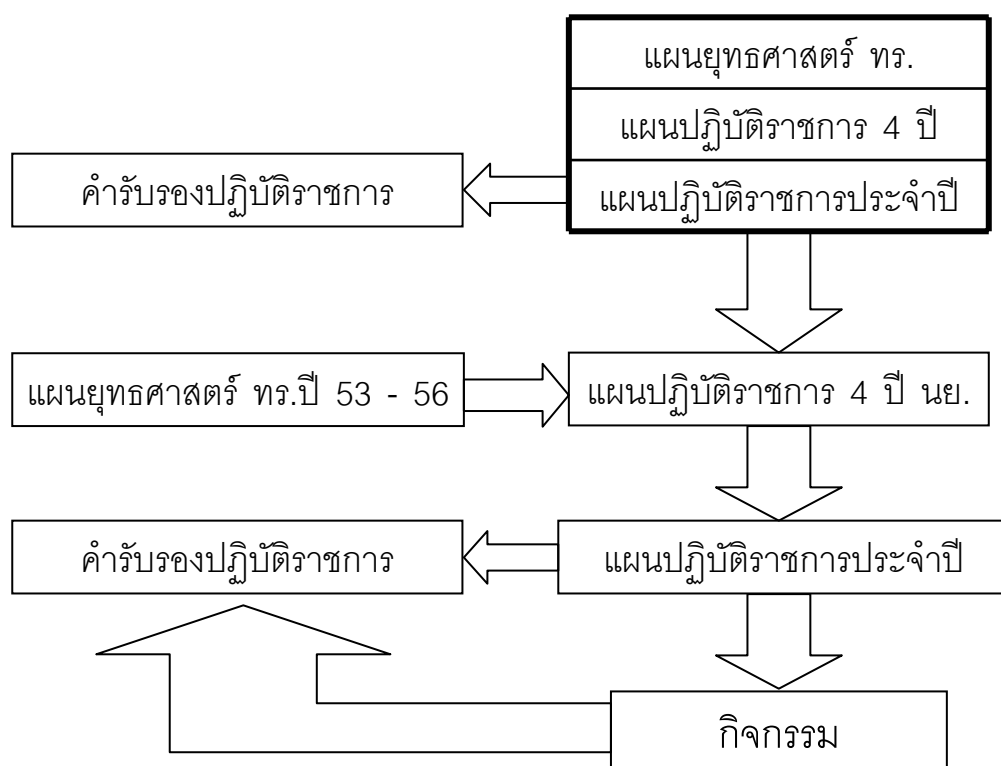 แผนยุทธศาสตร์ ทร.
แผนปฏิบัติราชการ 4 ปี
คำรับรองปฏิบัติราชการ
แผนปฏิบัติราชการประจำปี
แผนยุทธศาสตร์ ทร.ปี 53 - 56
แผนปฏิบัติราชการ 4 ปี นย.
คำรับรองปฏิบัติราชการ
แผนปฏิบัติราชการประจำปี
กิจกรรม